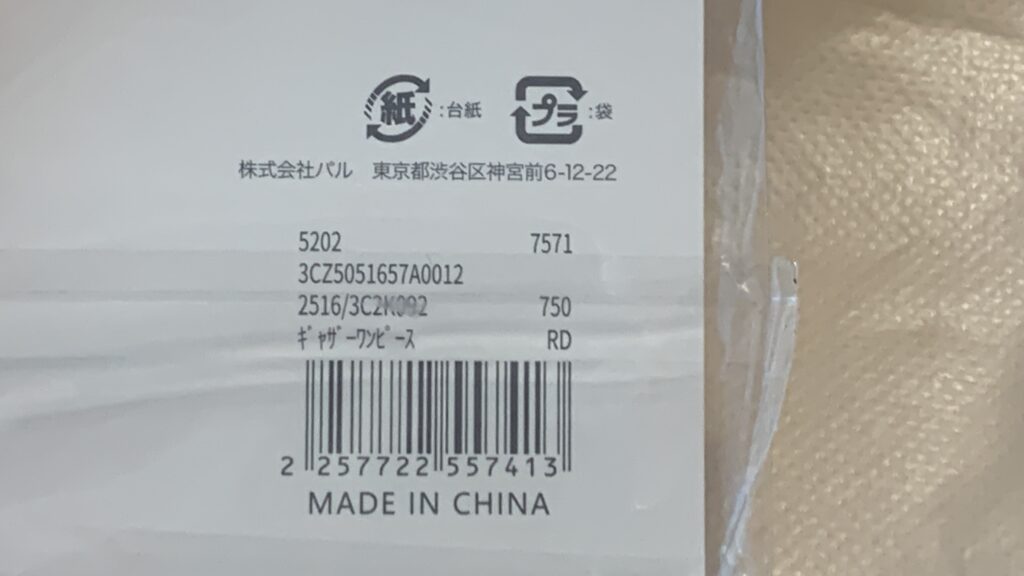 紙:台紙 プラ:袋
株式会社パル 東京都渋谷区神宮前6-12-22
5202 7571
3CZ5051657A0012
750
ｷﾞｬｻﾞｰﾜﾝﾋﾟｰｽ RD
2 257722 557413
MADE IN CHINA